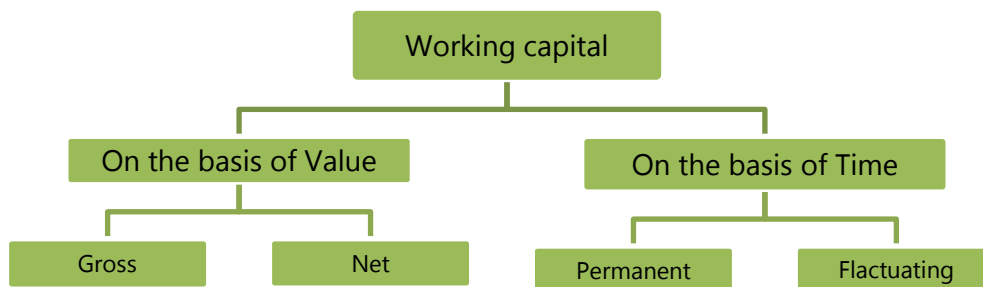 Working capital
On the basis of Value
On the basis of Time
Gross
Net
Permanent
Flactuating